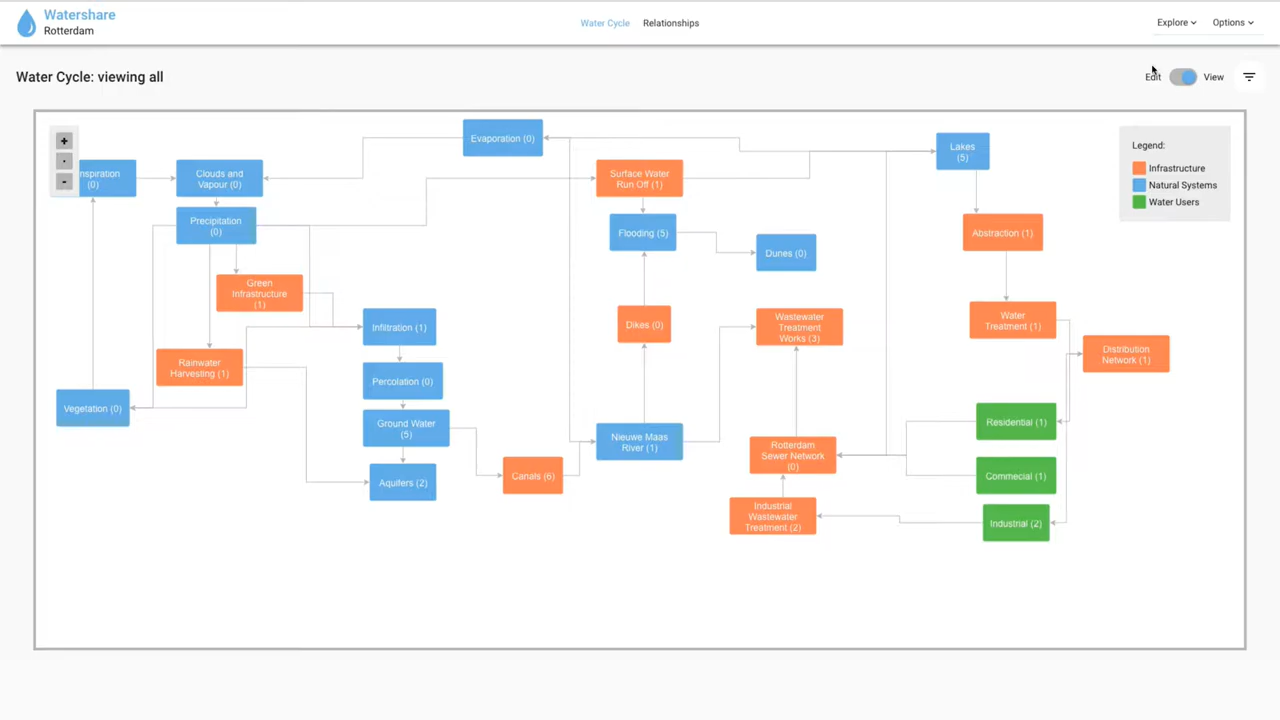 Watershare
Rotterdam
Water Cycle
Relationships
Explore
Options
Water Cycle: viewing all
Edit
View
+
-
nspiration
(0)
Clouds and
Vapour (0)
Evaporation (0)
Surface Water
Run Off (1)
Lakes
(5)
Legend:
Infrastructure
Natural Systems
Water Users
Precipitation
(0)
Flooding (5)
Dunes (0)
Abstraction (1)
Green
Infrastructure
(1)
Infiltration (1)
Dikes (0)
Wastewater
Treatment
Works (3)
Water
Treatment (1)
Distribution
Network (1)
Rainwater
Harvesting (1)
Percolation (0)
Vegetation (0)
Ground Water
(5)
Nieuwe Maas
River (1)
Residential (1)
Rotterdam
Sewer Network
(0)
Aquifers (2)
Canals (6)
Commecial (1)
Industrial
Wastewater
Treatment (2)
Industrial (2)